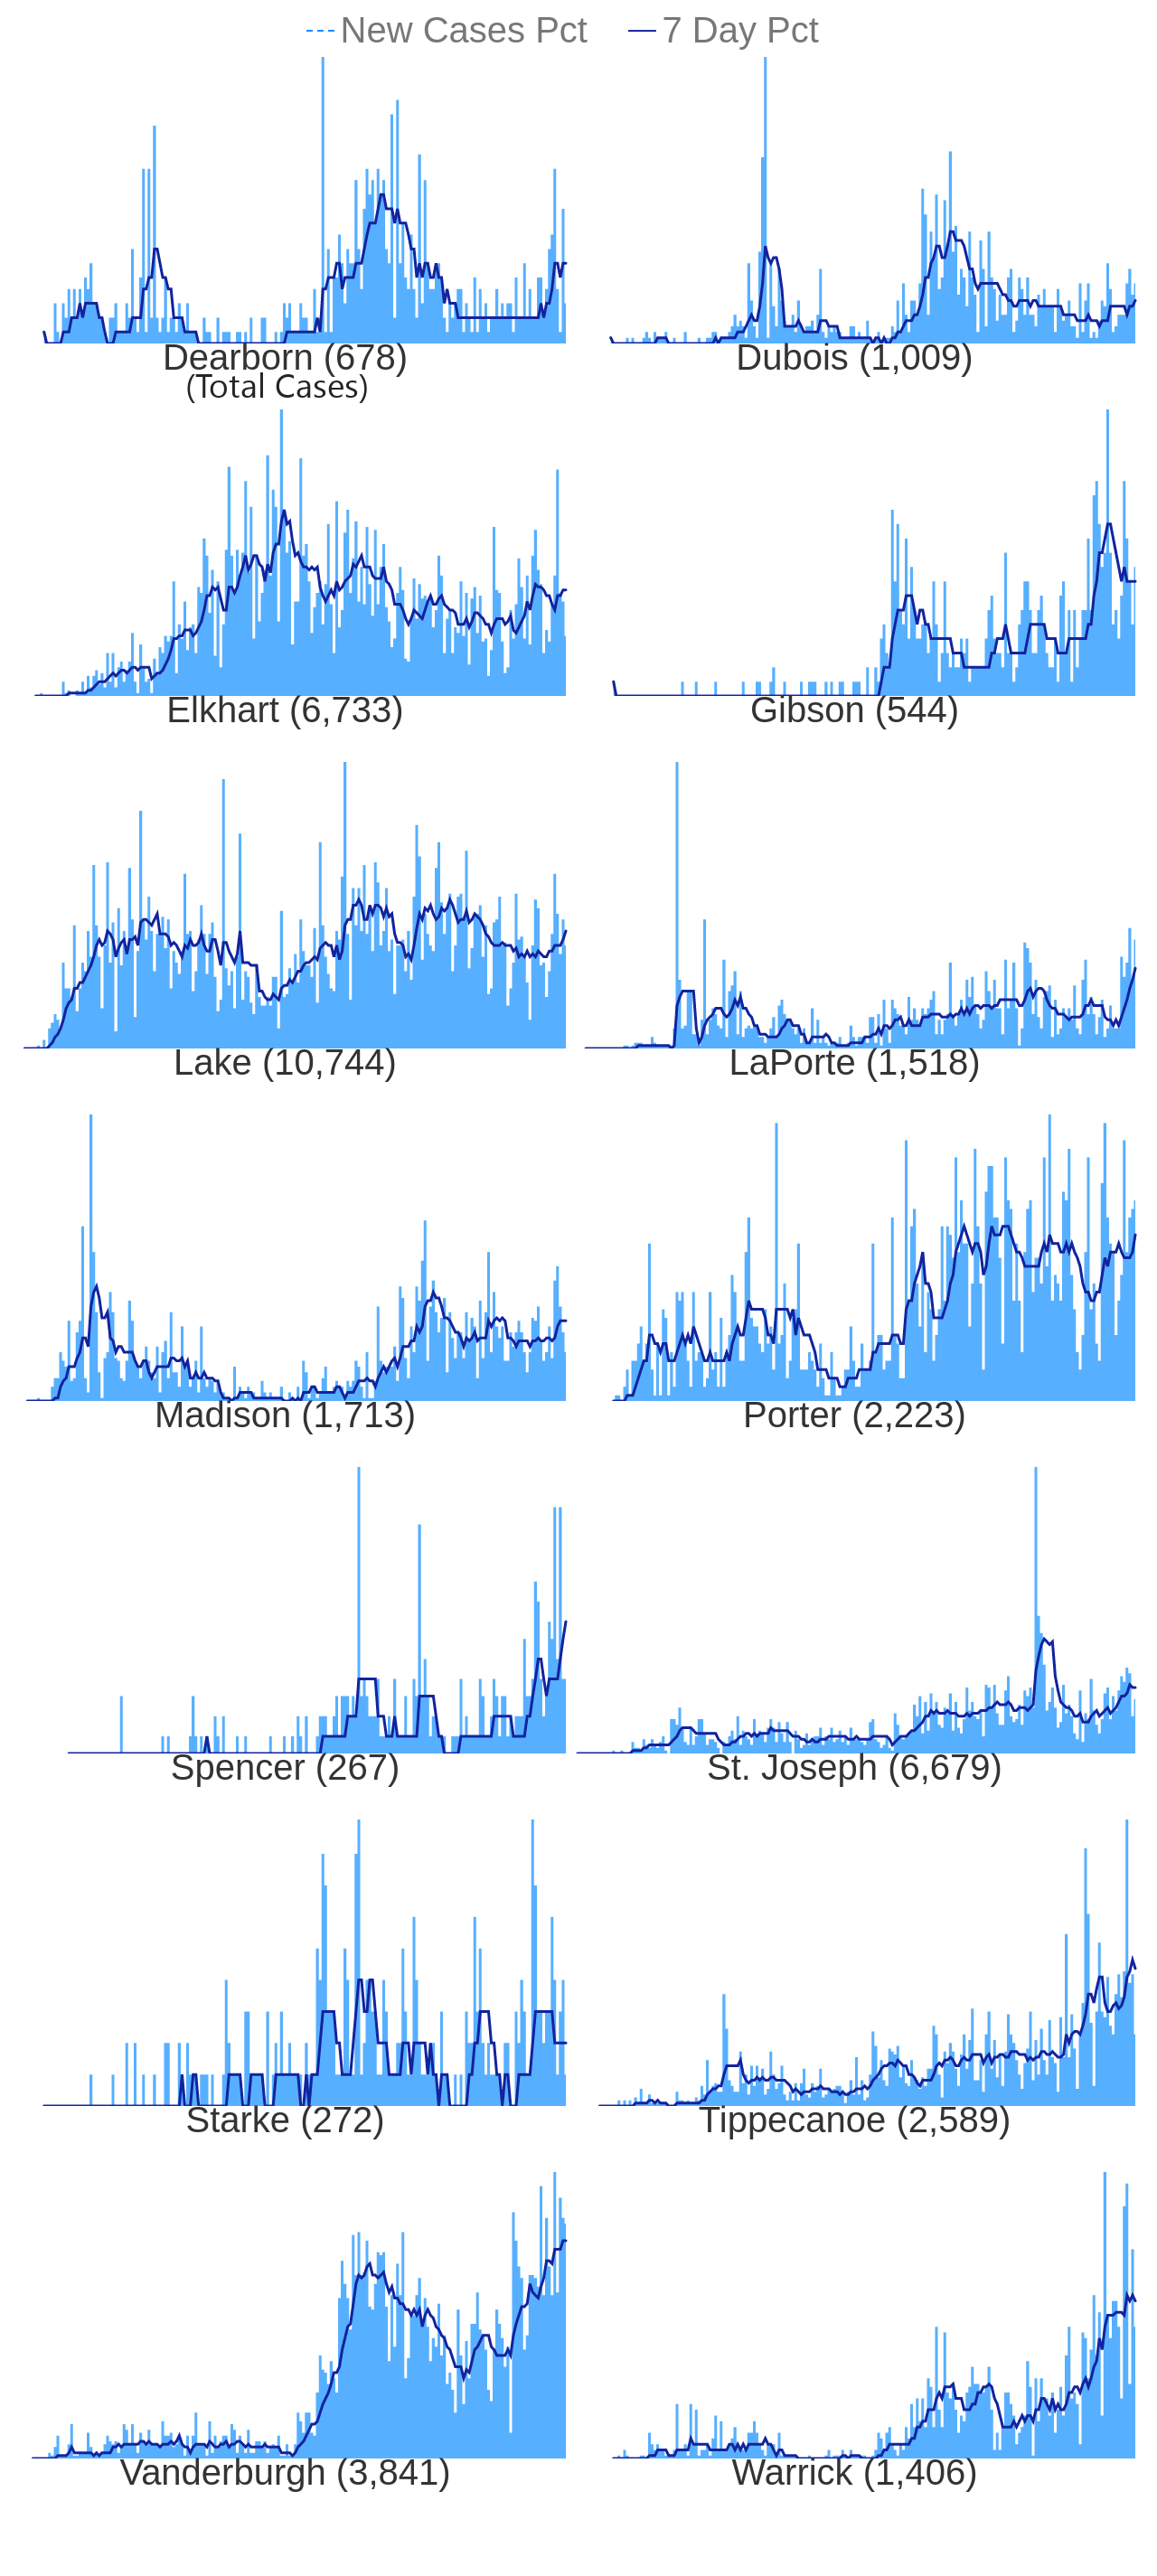 New Cases Pct 7 Day Pct
Dearborn (678) Dubois (1,009)
(Total Cases)
Elkhart (6,733) Gibson (544)
Lake (10,744) LaPorte (1,518)
Madison (1,713) Porter (2,223)
Spencer (267) St. Joseph (6,679)
Starke (272) Tippecanoe (2,589)
Vanderburgh (3,841) Warrick (1,406)